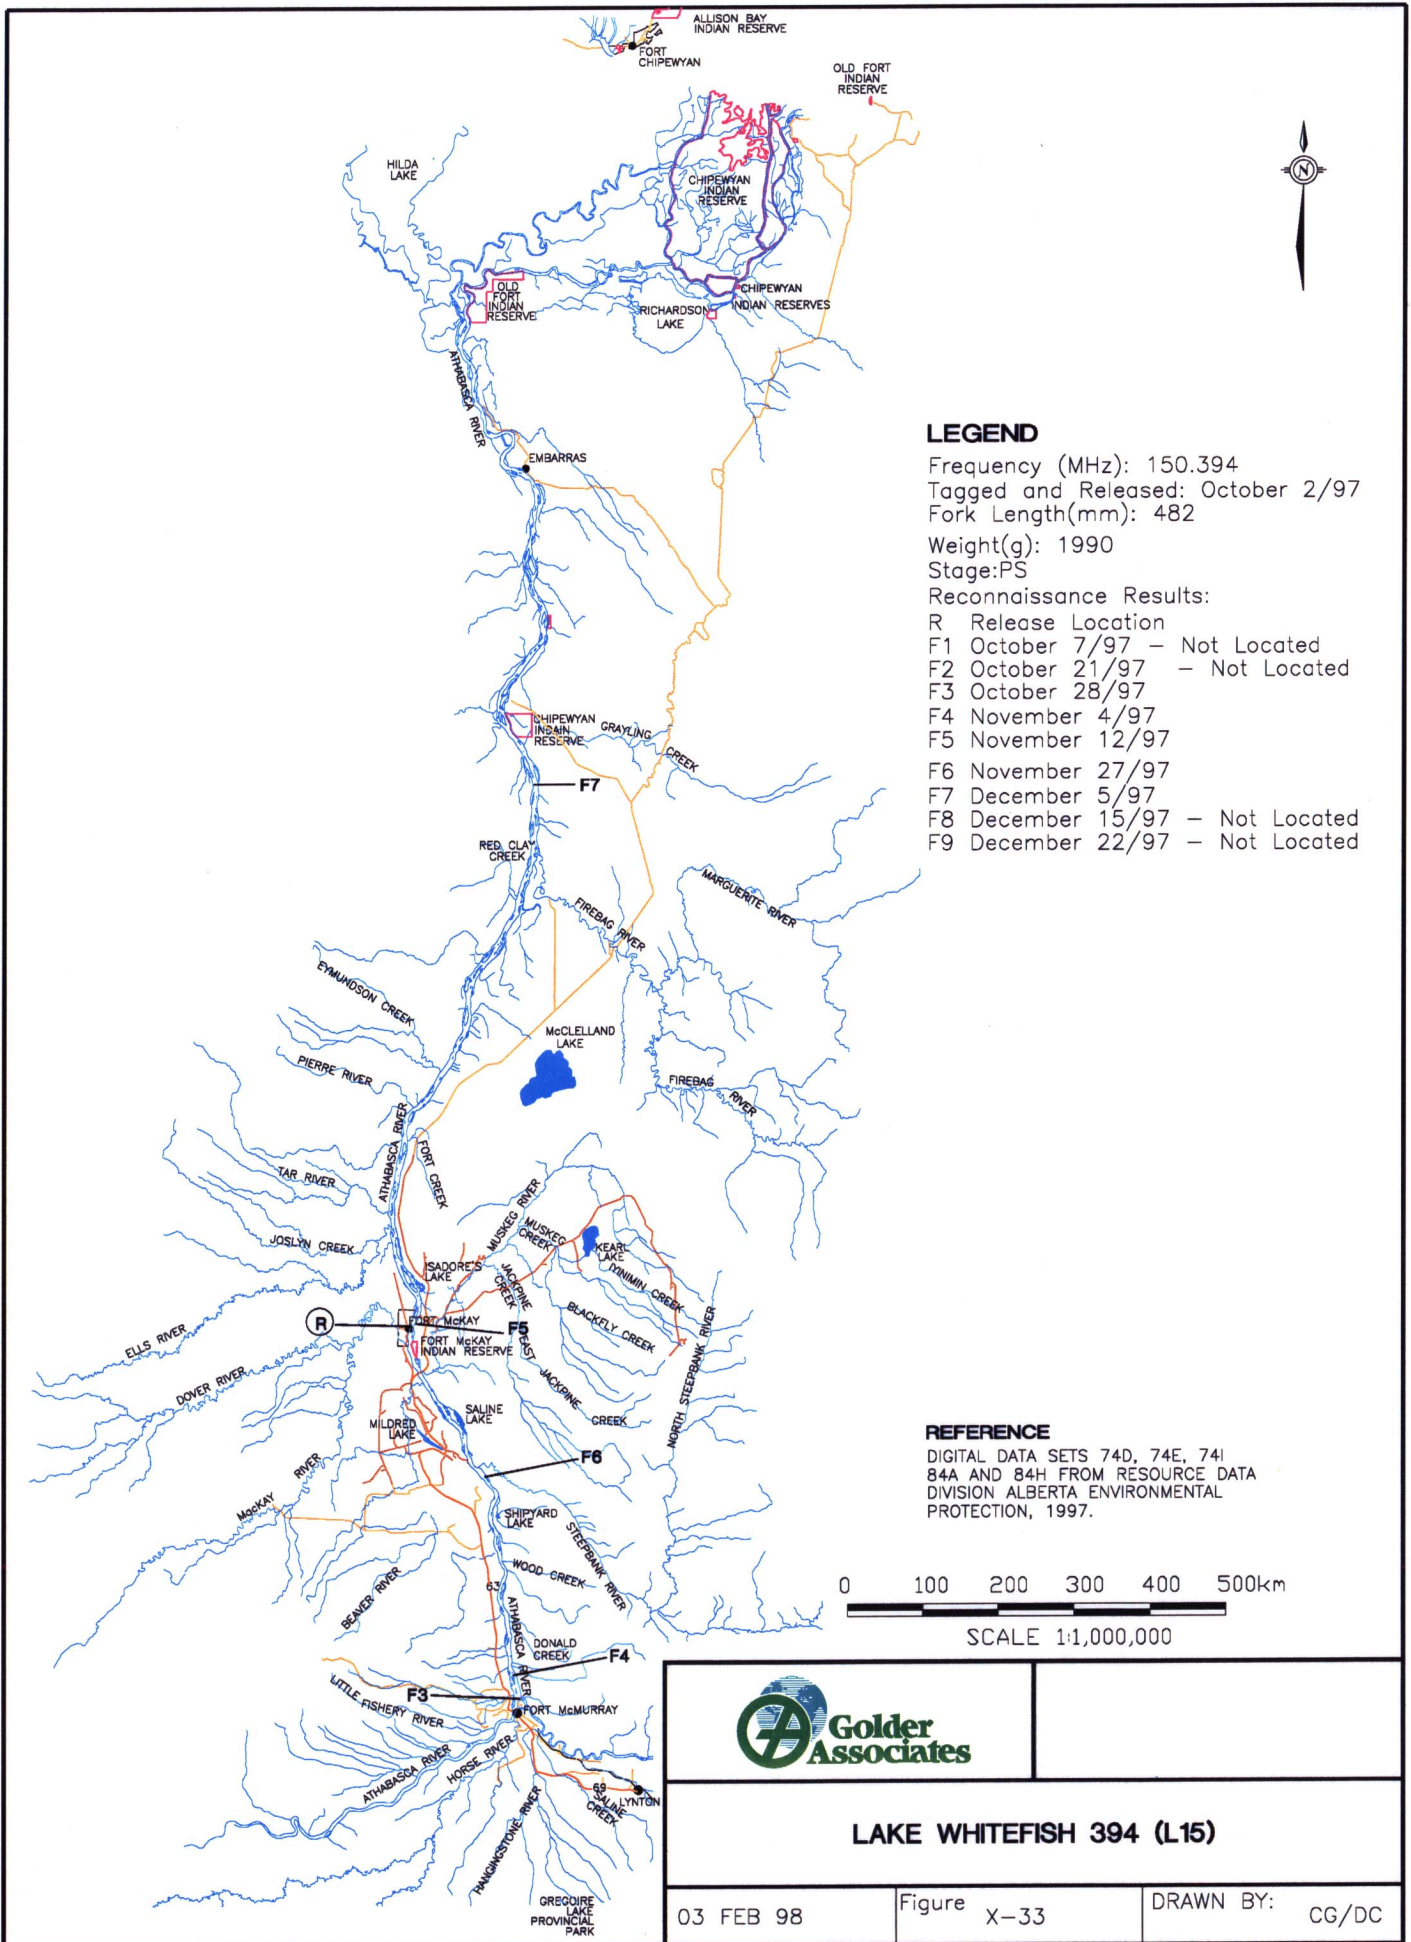 ALLISON BAY
INDIAN RESERVE
FORT
CHIPEWYAN
OLD FORT
INDIAN
RESERVE
HILDA
LAKE
N
CHIPEWYAN
INDIAN
RESERVE
OLD
FORT
INDIAN
RESERVE
CHIPEWYAN
INDIAN RESERVES
RICHARDSON
LAKE
ATHABASCA RIVER
EMBARRAS
LEGEND
Frequency (MHz): 150.394
Tagged and Released: October 2/97
Fork Length(mm): 482
Weight(g): 1990
Stage:PS
Reconnaissance Results:
R Release Location
F1 October 7/97 – Not Located
F2 October 21/97 – Not Located
F3 October 28/97
F4 November 4/97
F5 November 12/97
F6 November 27/97
F7 December 5/97
F8 December 15/97 – Not Located
F9 December 22/97 – Not Located
CHIPEWYAN
INDAIN
RESERVE
GRAYLING CREEK
F7
RED CLAY
CREEK
MARGUERITE RIVER
FIREBAG RIVER
EYMUNDSON CREEK
McCLELLAND
LAKE
PIERRE RIVER
FIREBAG RIVER
ATHABASCA RIVER
FORT CREEK
TAR RIVER
MUSKEG RIVER
MUSKEG
CREEK
JOSLYN CREEK
KEARL
LAKE
ISADORE'S
LAKE
JACKPINE
CREEK
IYINIMIN CREEK
BLACKFLY CREEK
R
FORT McKAY
F5
FORT McKAY
INDIAN RESERVE
ELLS RIVER
EAST JACKPINE CREEK
DOVER RIVER
NORTH STEEPBANK RIVER
SALINE
LAKE
MILDRED
LAKE
F6
MacKAY RIVER
SHIPYARD
LAKE
STEEPBANK RIVER
WOOD CREEK
63
BEAVER RIVER
ATHABASCA RIVER
DONALD
CREEK
F4
F3
LITTLE FISHERY RIVER
FORT McMURRAY
ATHABASCA RIVER
HORSE RIVER
69
SALINE
CREEK
LYNTON
HANGINGSTONE RIVER
GREGOIRE
LAKE
PROVINCIAL
PARK
REFERENCE
DIGITAL DATA SETS 74D, 74E, 74I
84A AND 84H FROM RESOURCE DATA
DIVISION ALBERTA ENVIRONMENTAL
PROTECTION, 1997.
0 100 200 300 400 500km
SCALE 1:1,000,000
Golder
Associates
LAKE WHITEFISH 394 (L15)
03 FEB 98
Figure X-33
DRAWN BY: CG/DC